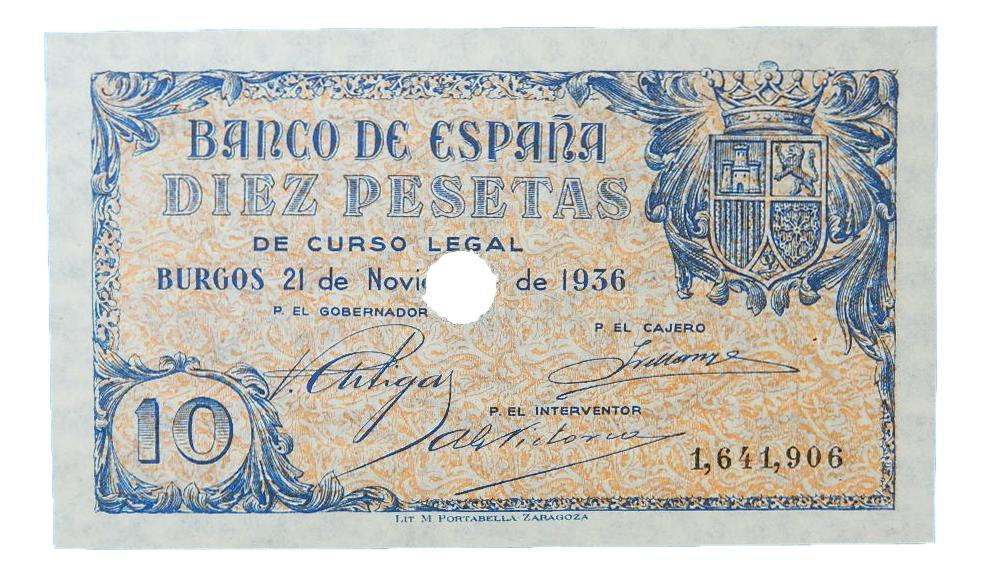 BANCO DE ESPAÑA
DIEZ PESETAS
DE CURSO LEGAL
BURGOS 21 de Novie de 1936
P. EL GOBERNADOR
P. EL CAJERO
P. EL INTERVENTOR
10
1,641,906
LIT M PORTABELLA ZARAGOZA